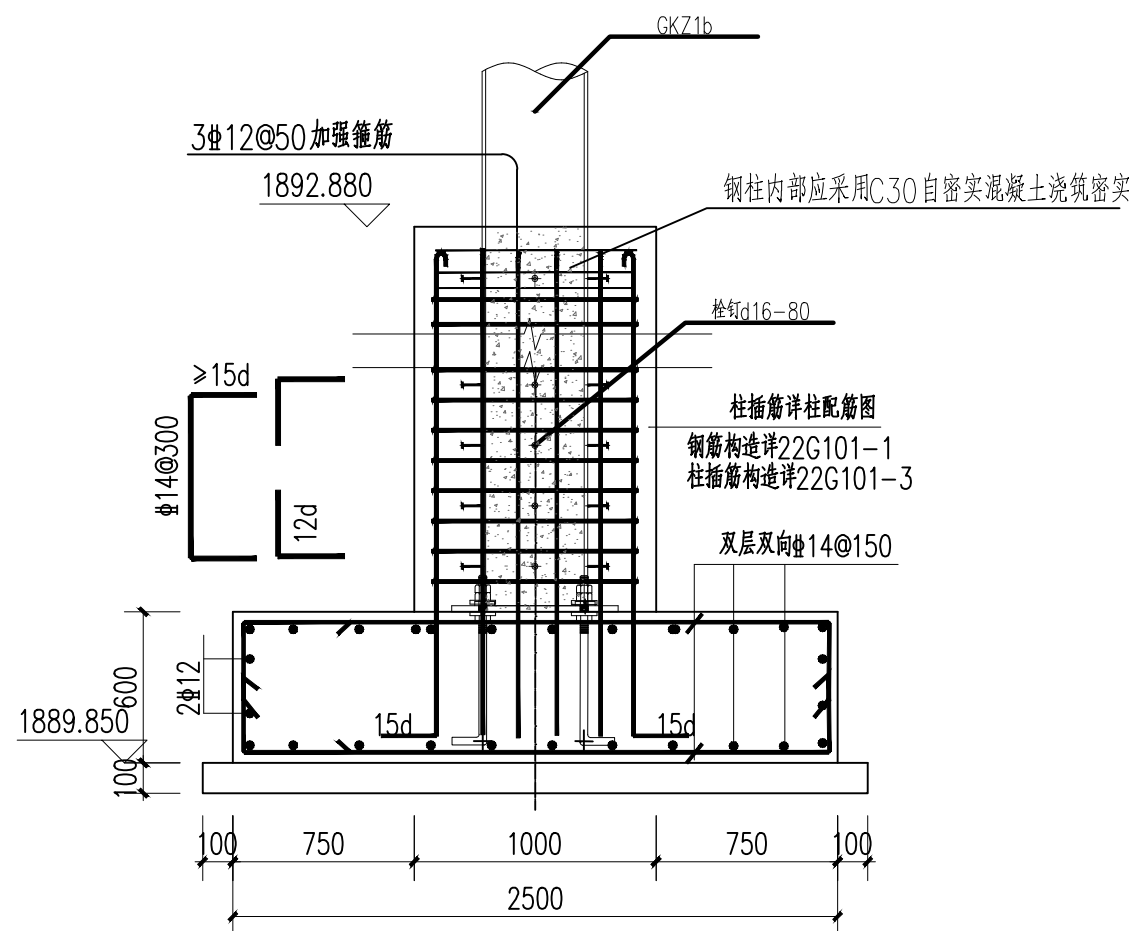 GKZ1b
3⌽12@50加强箍筋
1892.880
钢柱内部应采用C30自密实混凝土浇筑密实
栓钉d16-80
≥15d
⌽14@300
12d
柱插筋详柱配筋图
钢筋构造详22G101-1
柱插筋构造详22G101-3
双层双向⌽14@150
600
2⌽12
1889.850
15d
15d
100
100
750
1000
750
100
2500